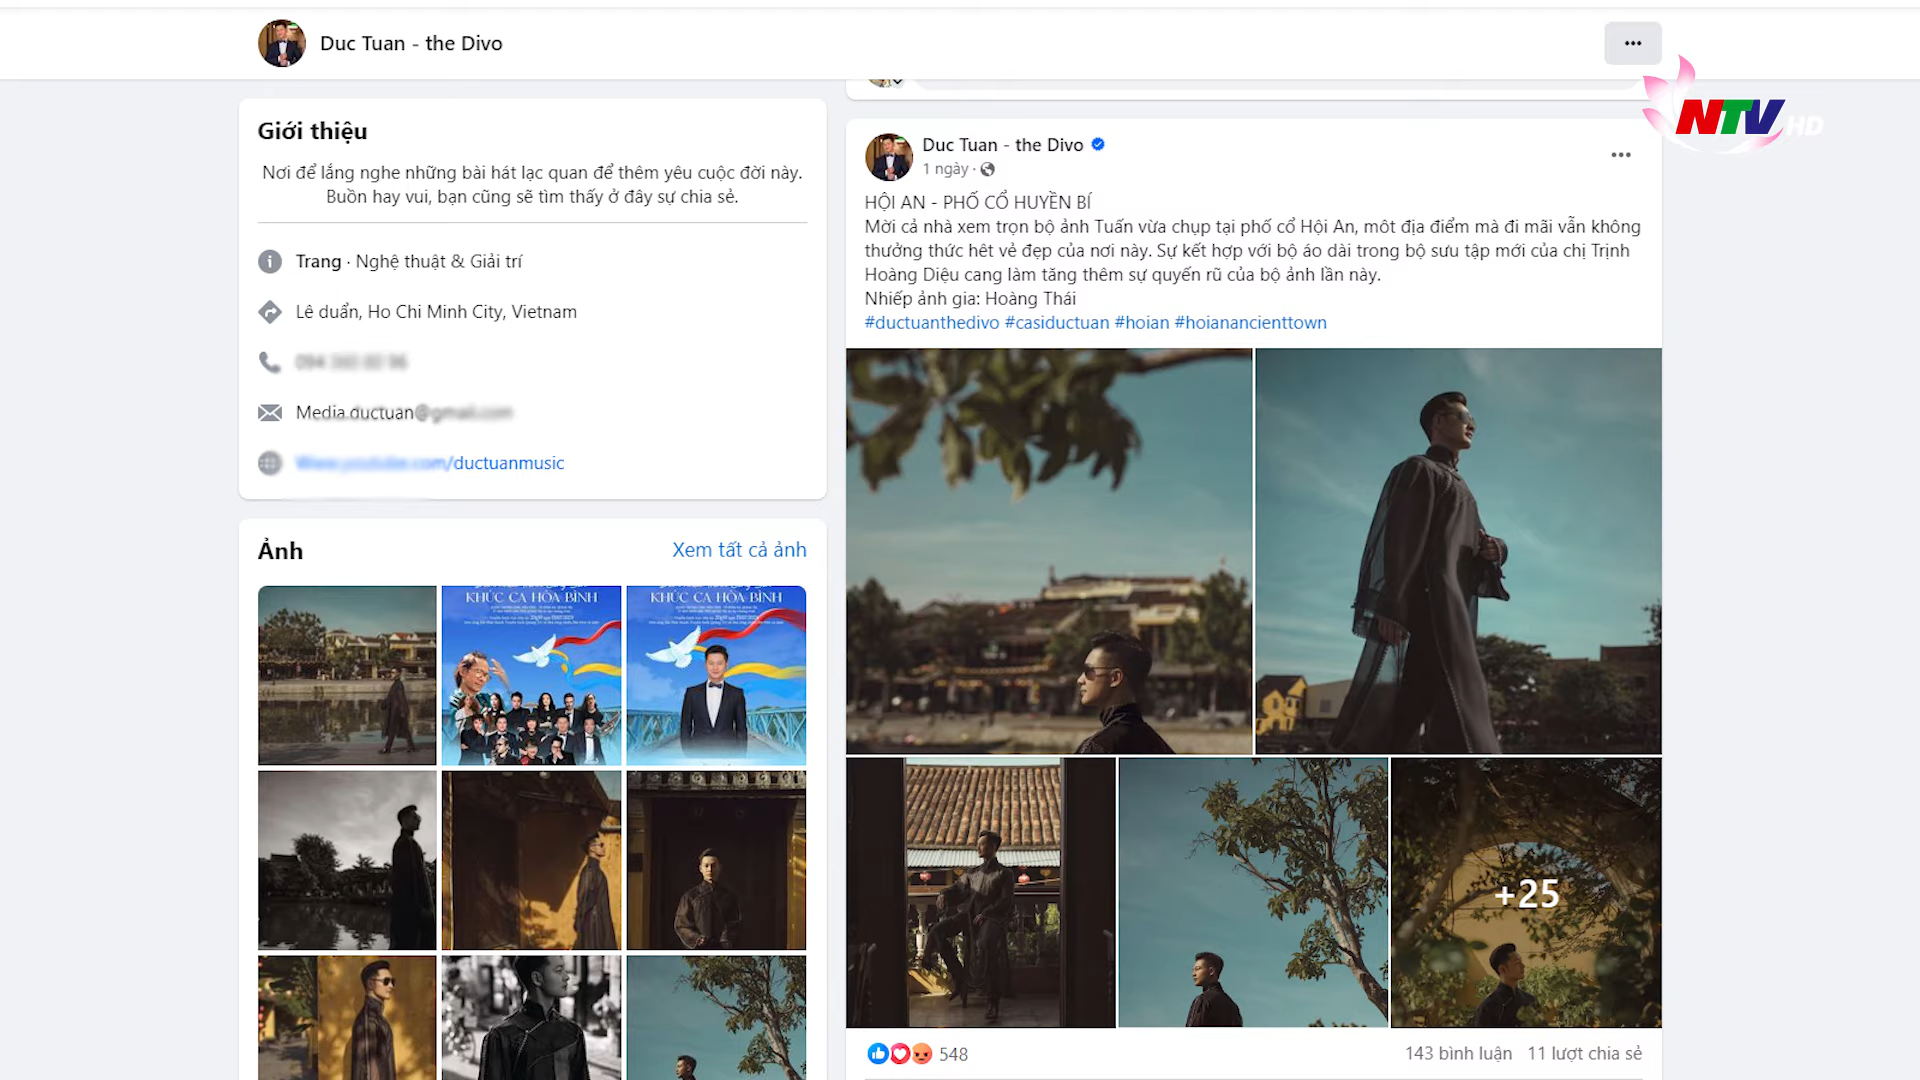 Duc Tuan - the Divo
NTV HD
Giới thiệu
Nơi để lắng nghe những bài hát lạc quan để thêm yêu cuộc đời này.
Buồn hay vui, bạn cũng sẽ tìm thấy ở đây sự chia sẻ.
Trang · Nghệ thuật & Giải trí
Lê duẩn, Ho Chi Minh City, Vietnam
Media.ductuan
/ductuanmusic
Ảnh
Xem tất cả ảnh
KHÚC CA HÒA BÌNH
KHÚC CA HÒA BÌNH
Duc Tuan - the Divo
1 ngày ·
HỘI AN - PHỐ CỔ HUYỀN BÍ
Mời cả nhà xem trọn bộ ảnh Tuấn vừa chụp tại phố cổ Hội An, môt địa điểm mà đi mãi vẫn không
thưởng thức hêt vẻ đẹp của nơi này. Sự kết hợp với bộ áo dài trong bộ sưu tập mới của chị Trịnh
Hoàng Diệu cang làm tăng thêm sự quyến rũ của bộ ảnh lần này.
Nhiếp ảnh gia: Hoàng Thái
#ductuanthedivo #casiductuan #hoian #hoianancienttown
+25
548
143 bình luận 11 lượt chia sẻ